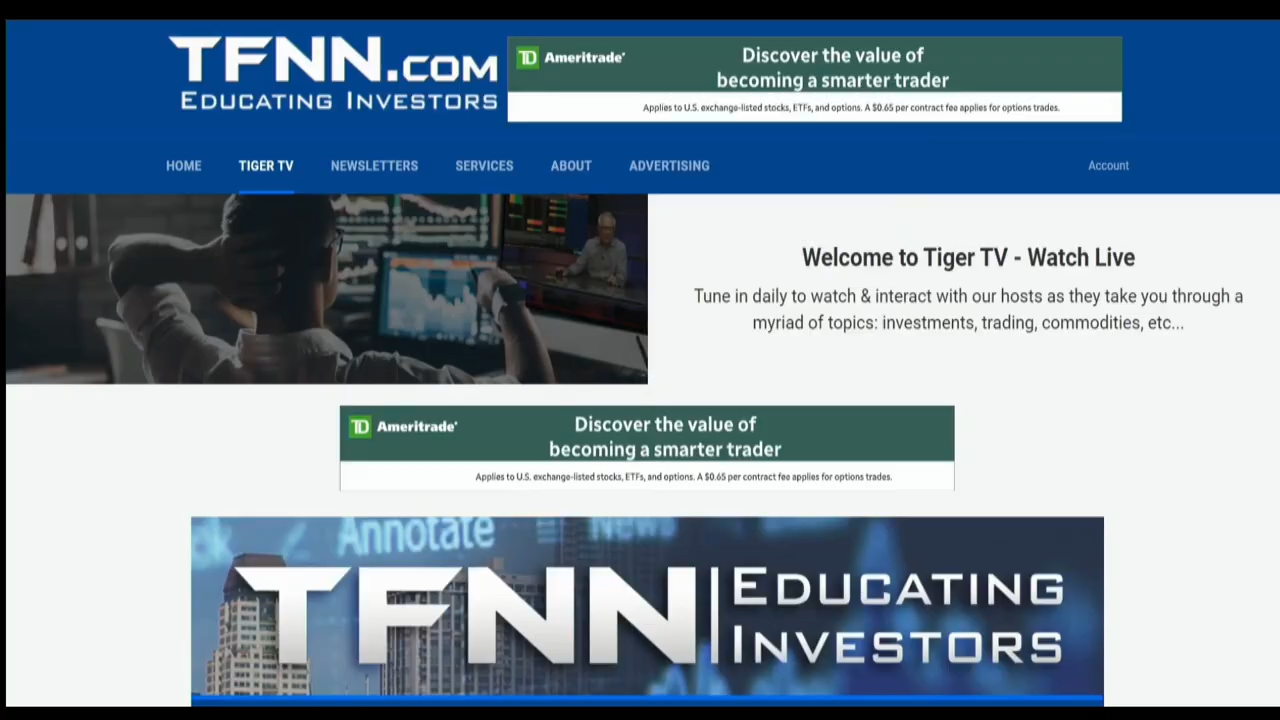 TFNN.COM
EDUCATING INVESTORS
TD Ameritrade
Discover the value of
becoming a smarter trader
Applies to U.S. exchange-listed stocks, ETFs, and options. A $0.65 per contract fee applies for options trades.
HOME TIGER TV NEWSLETTERS SERVICES ABOUT ADVERTISING Account
Welcome to Tiger TV - Watch Live
Tune in daily to watch & interact with our hosts as they take you through a
myriad of topics: investments, trading, commodities, etc...
TD Ameritrade
Discover the value of
becoming a smarter trader
Applies to U.S. exchange-listed stocks, ETFs, and options. A $0.65 per contract fee applies for options trades.
Annotate News
TFNN EDUCATING
INVESTORS